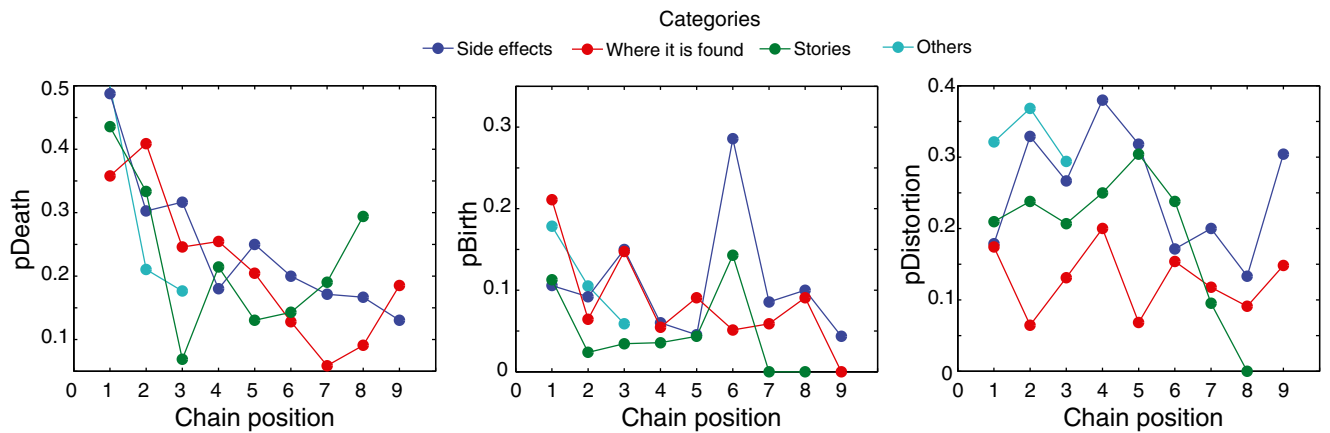 Categories
Side effects Where it is found Stories Others
0.5
0.4
0.3
0.2
0.1
pDeath
0 1 2 3 4 5 6 7 8 9
Chain position
0.3
0.2
0.1
0
pBirth
0 1 2 3 4 5 6 7 8 9
Chain position
0.4
0.3
0.2
0.1
0
pDistortion
0 1 2 3 4 5 6 7 8 9
Chain position